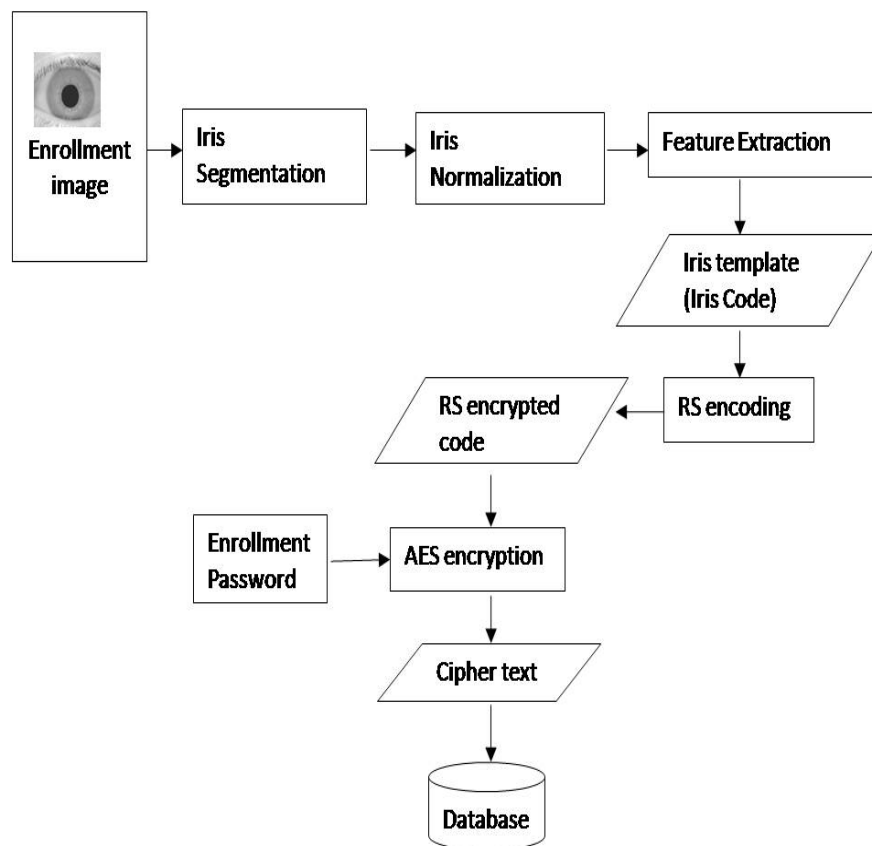 Enrollment
image
Iris
Segmentation
Iris
Normalization
Feature Extraction
Iris template
(Iris Code)
RS encoding
RS encrypted
code
Enrollment
Password
AES encryption
Cipher text
Database